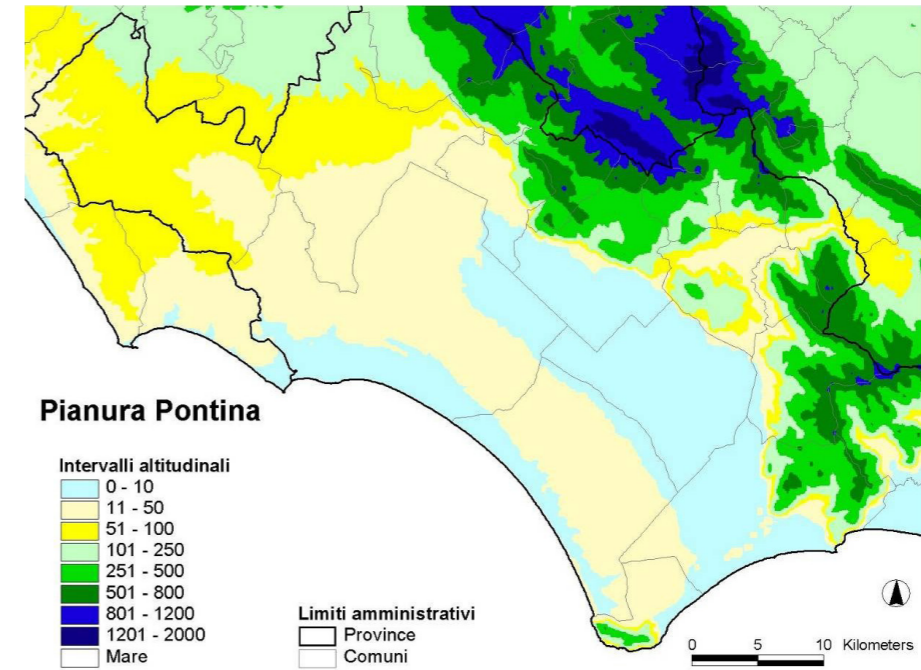 Pianura Pontina
Intervalli altitudinali
0 - 10
11 - 50
51 - 100
101 - 250
251 - 500
501 - 800
801 - 1200
1201 - 2000
Mare
Limiti amministrativi
Province
Comuni
0 5 10 Kilometers